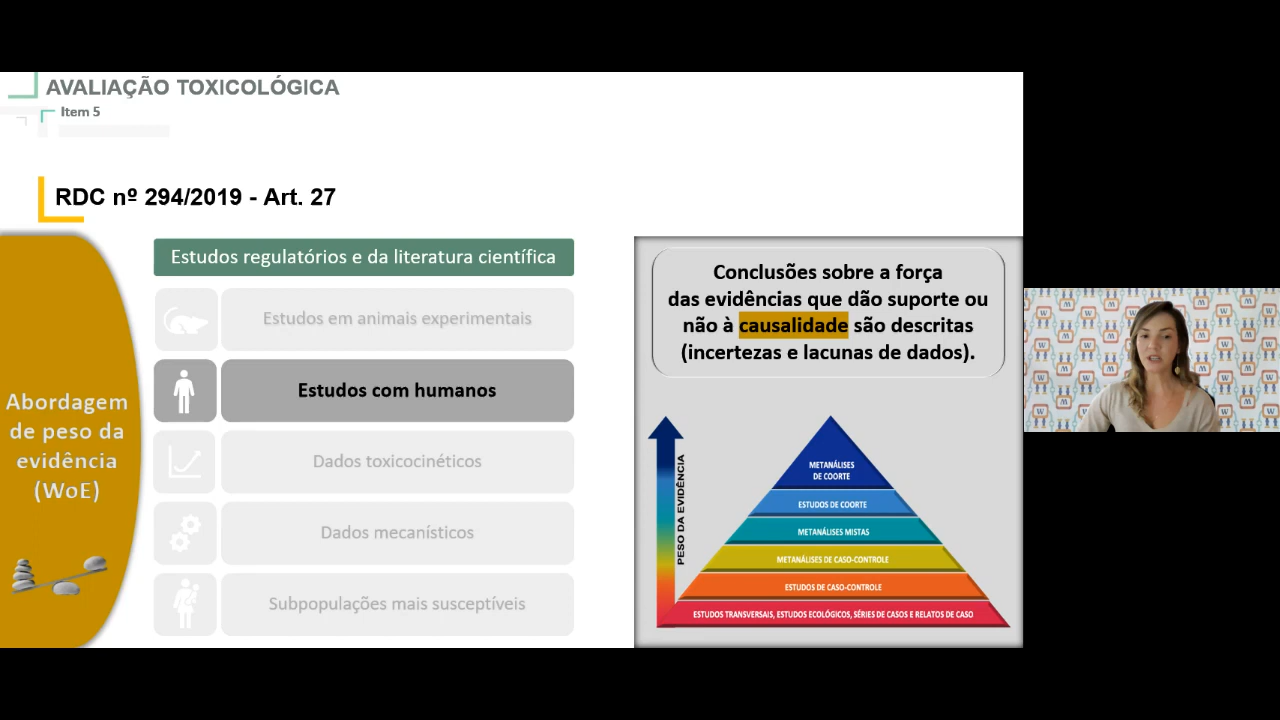 AVALIAÇÃO TOXICOLÓGICA
Item 5
RDC nº 294/2019 - Art. 27
Abordagem
de peso da
evidência
(WoE)
Estudos regulatórios e da literatura científica
Estudos em animais experimentais
Estudos com humanos
Dados toxicocinéticos
Dados mecanísticos
Subpopulações mais susceptíveis
Conclusões sobre a força
das evidências que dão suporte ou
não à causalidade são descritas
(incertezas e lacunas de dados).
PESO DA EVIDÊNCIA
METANÁLISES
DE COORTE
ESTUDOS DE COORTE
METANÁLISES MISTAS
METANÁLISES DE CASO-CONTROLE
ESTUDOS DE CASO-CONTROLE
ESTUDOS TRANSVERSAIS, ESTUDOS ECOLÓGICOS, SÉRIES DE CASOS E RELATOS DE CASO